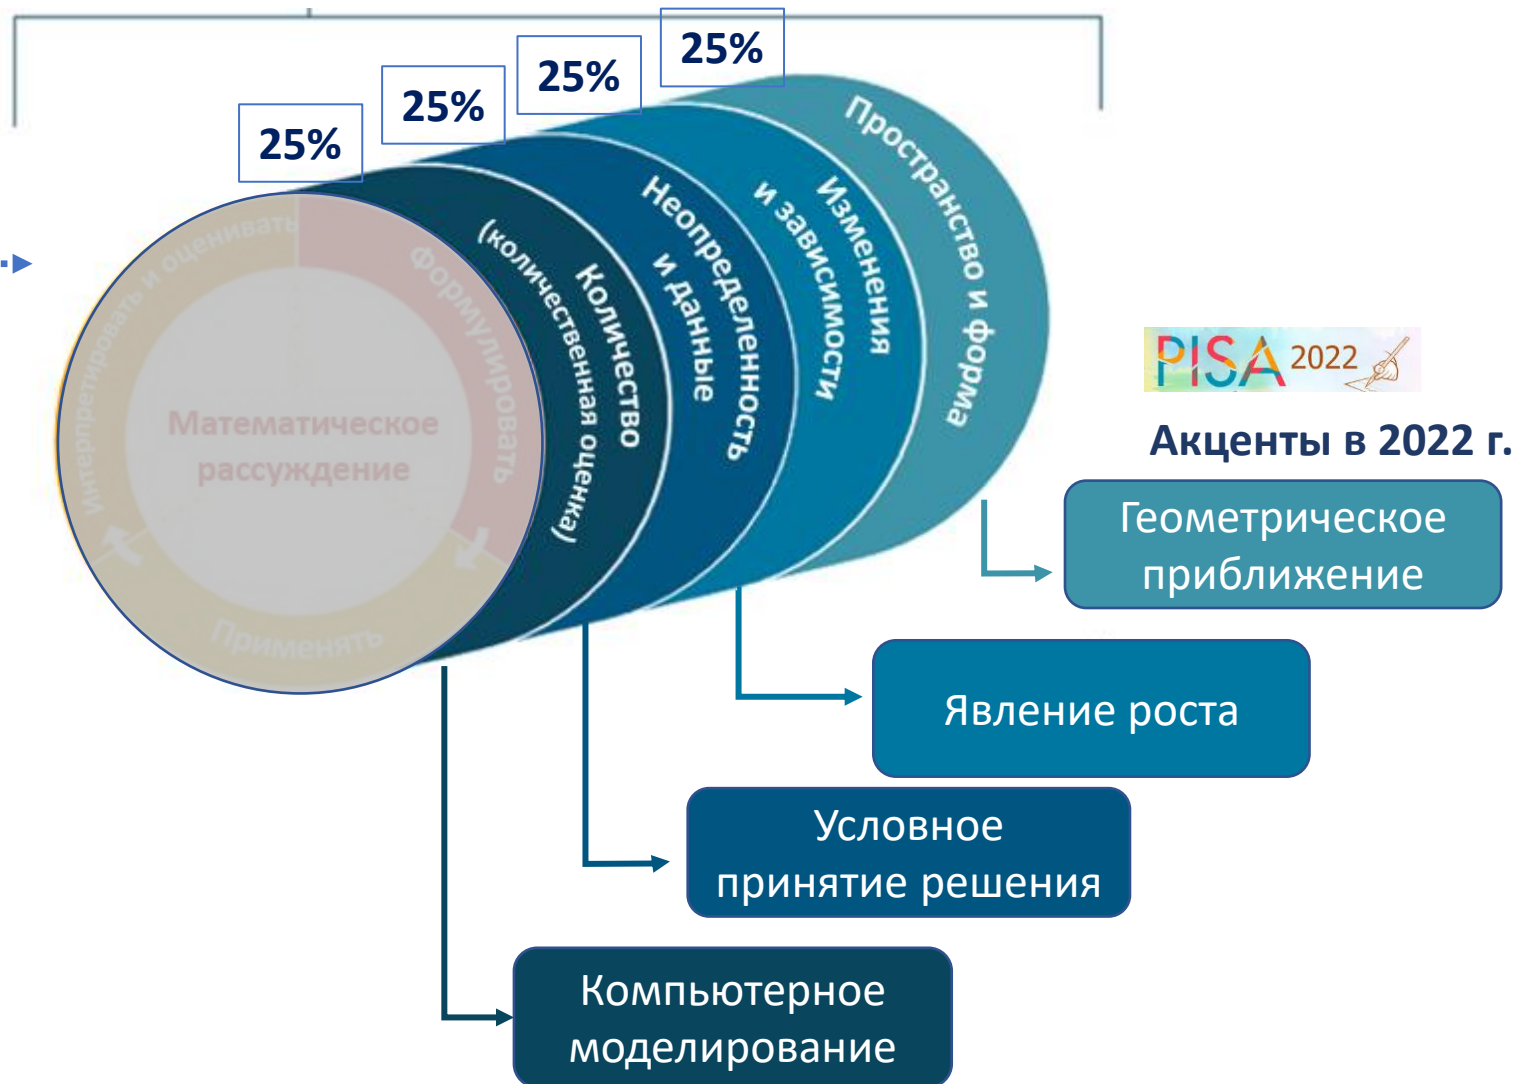 25%
25%
25%
25%
Интерпретировать и оценивать
Формулировать
Применять
Математическое
рассуждение
Количество
(количественная оценка)
Неопределенность
и данные
Изменения
и зависимости
Пространство и форма
PISA 2022
Акценты в 2022 г.
Геометрическое
приближение
Явление роста
Условное
принятие решения
Компьютерное
моделирование